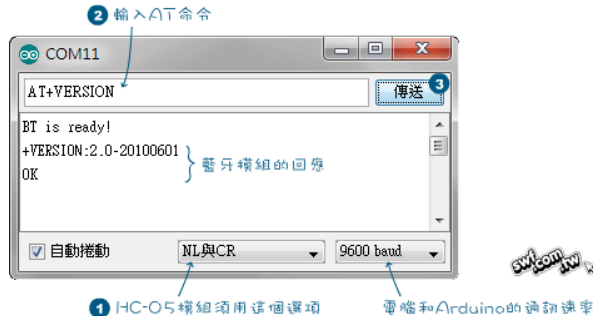 2 輸入AT命令
COM11
AT+VERSION
傳送 3
BT is ready!
+VERSION:2.0-20100601
OK
藍牙模組的回應
自動捲動
NL與CR
9600 baud
swf.com.tw
1 HC-05模組須用這個選項
電腦和Arduino的通訊速率